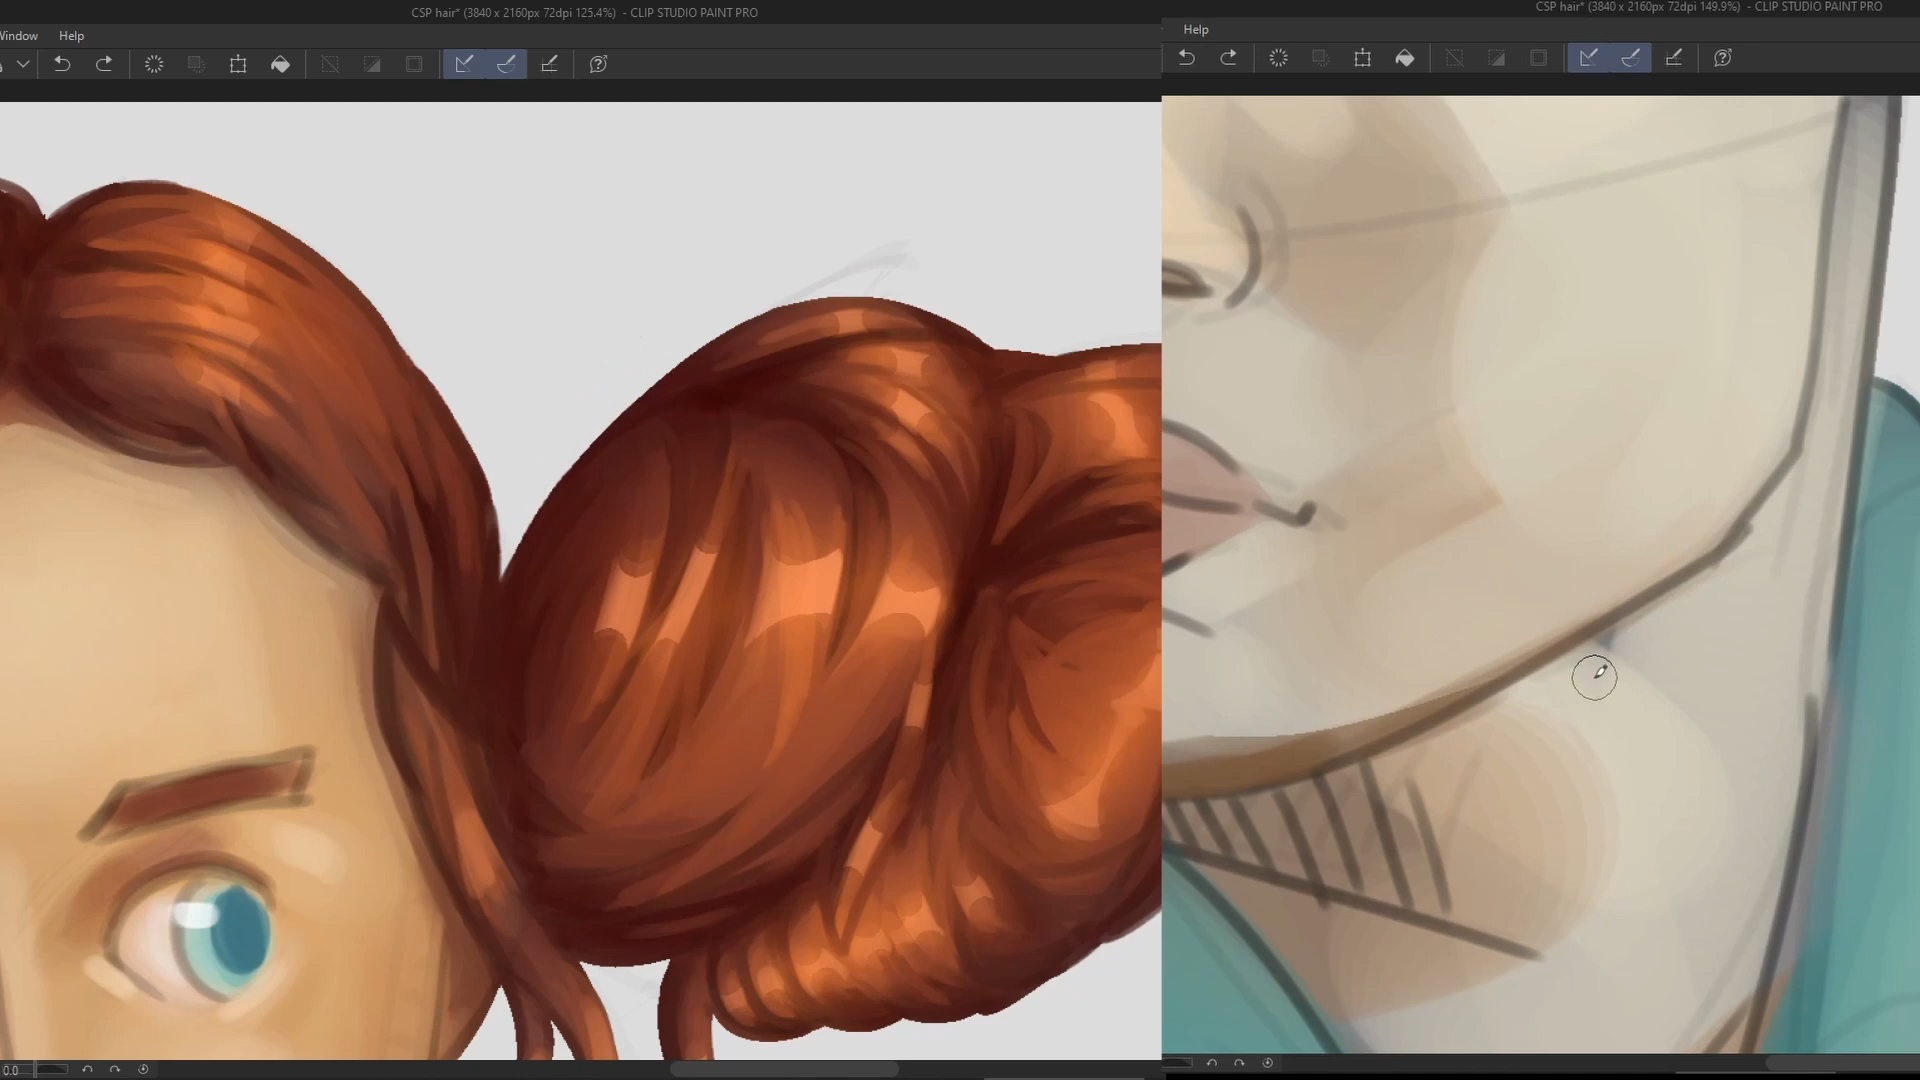 CSP hair* (3840 x 2160px 72dpi 125.4%) - CLIP STUDIO PAINT PRO
Window Help
0.0
CSP hair* (3840 x 2160px 72dpi 149.9%) - CLIP STUDIO PAINT PRO
Help